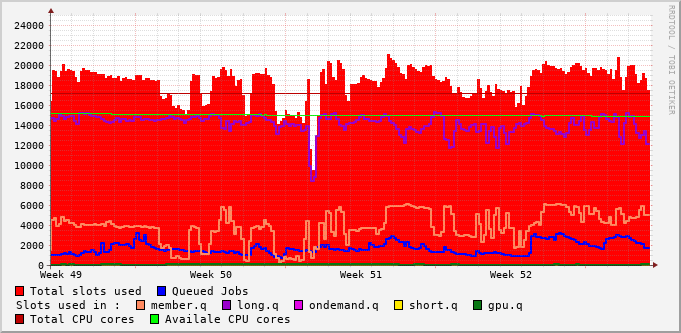 24000
22000
20000
18000
16000
14000
12000
10000
8000
6000
4000
2000
0
Week 49 Week 50 Week 51 Week 52
Total slots used Queued Jobs
Slots used in : member.q long.q ondemand.q short.q gpu.q
Total CPU cores Availale CPU cores
RRDTOOL / TOBI OETIKER